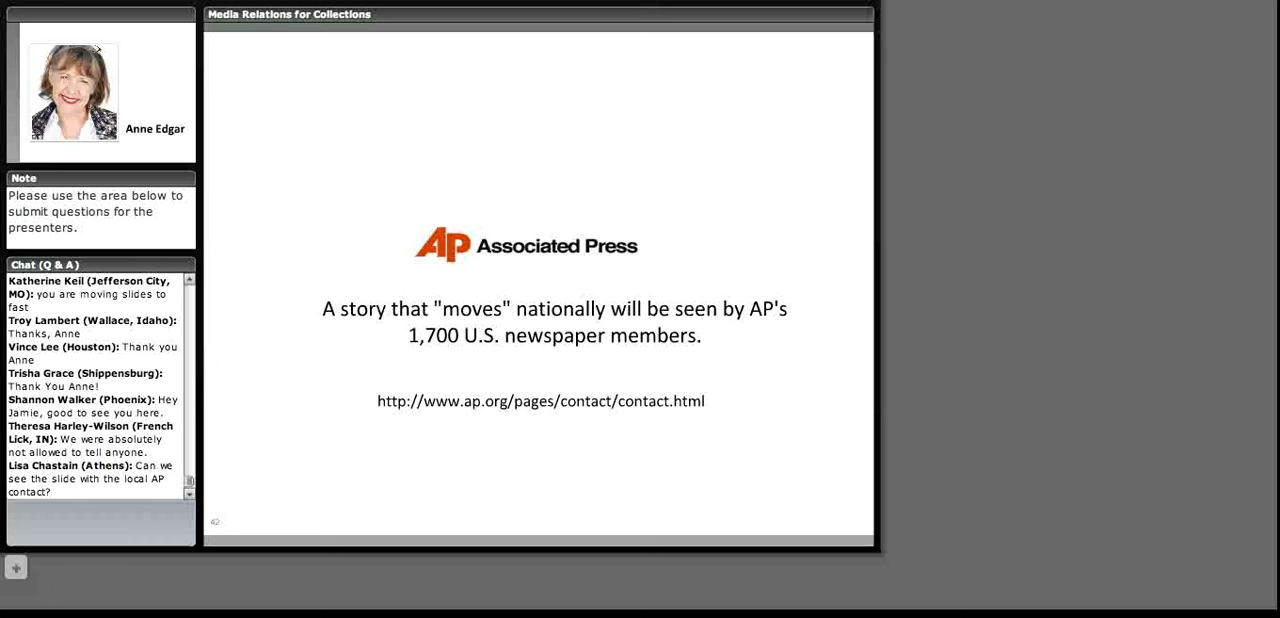 Media Relations for Collections
Anne Edgar
Note
Please use the area below to
submit questions for the
presenters.
Chat (Q & A)
Katherine Keil (Jefferson City,
MO): you are moving slides to
fast
Troy Lambert (Wallace, Idaho):
Thanks, Anne
Vince Lee (Houston): Thank you
Anne
Trisha Grace (Shippensburg):
Thank You Anne!
Shannon Walker (Phoenix): Hey
Jamie, good to see you here.
Theresa Harley-Wilson (French
Lick, IN): We were absolutely
not allowed to tell anyone.
Lisa Chastain (Athens): Can we
see the slide with the local AP
contact?
AP Associated Press
A story that "moves" nationally will be seen by AP's
1,700 U.S. newspaper members.
http://www.ap.org/pages/contact/contact.html
42